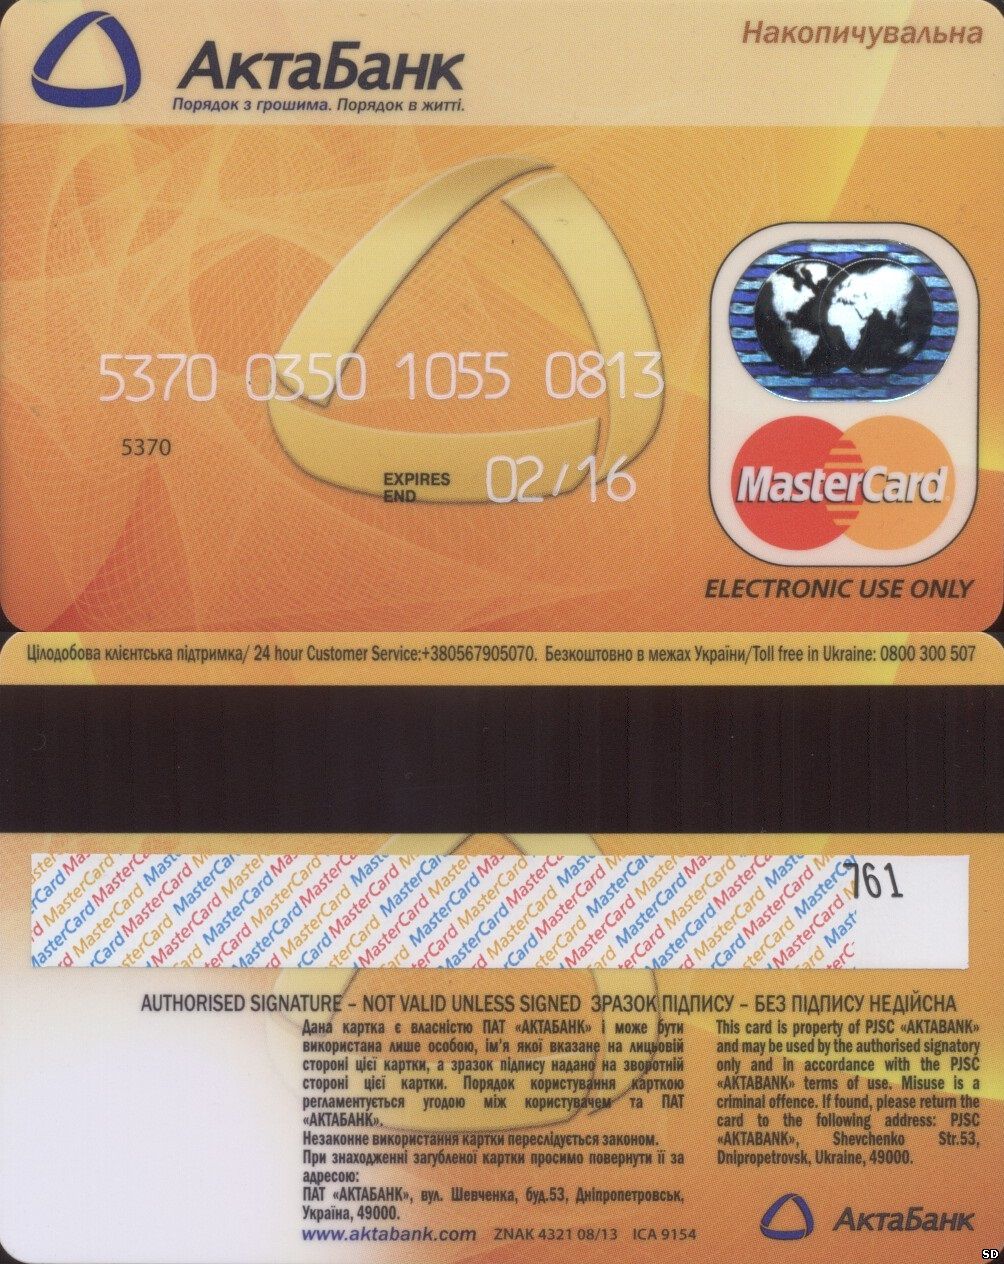 АктаБанк
Порядок з грошима. Порядок в житті.
Накопичувальна
5370 0350 1055 0813
5370
EXPIRES
END
02/16
MasterCard
ELECTRONIC USE ONLY
Цілодобова клієнтська підтримка/ 24 hour Customer Service:+380567905070. Безкоштовно в межах України/Toll free in Ukraine: 0800 300 507
MasterCard MasterCard MasterCard
761
AUTHORISED SIGNATURE – NOT VALID UNLESS SIGNED ЗРАЗОК ПІДПИСУ – БЕЗ ПІДПИСУ НЕДІЙСНА
Дана картка є власністю ПАТ «АКТАБАНК» і може бути
використана лише особою, ім'я якої вказане на лицьовій
стороні цієї картки, а зразок підпису надано на зворотній
стороні цієї картки. Порядок користування карткою
регламентується угодою між користувачем та ПАТ
«АКТАБАНК».
Незаконне використання картки переслідується законом.
При знаходженні загубленої картки просимо повернути її за
адресою:
ПАТ «АКТАБАНК», вул. Шевченка, буд.53, Дніпропетровськ,
Україна, 49000.
This card is property of PJSC «AKTABANK»
and may be used by the authorised signatory
only and in accordance with the PJSC
«AKTABANK» terms of use. Misuse is a
criminal offence. If found, please return the
card to the following address: PJSC
«AKTABANK», Shevchenko Str.53,
Dnipropetrovsk, Ukraine, 49000.
www.aktabank.com ZNAK 4321 08/13 ICA 9154
АктаБанк
SD